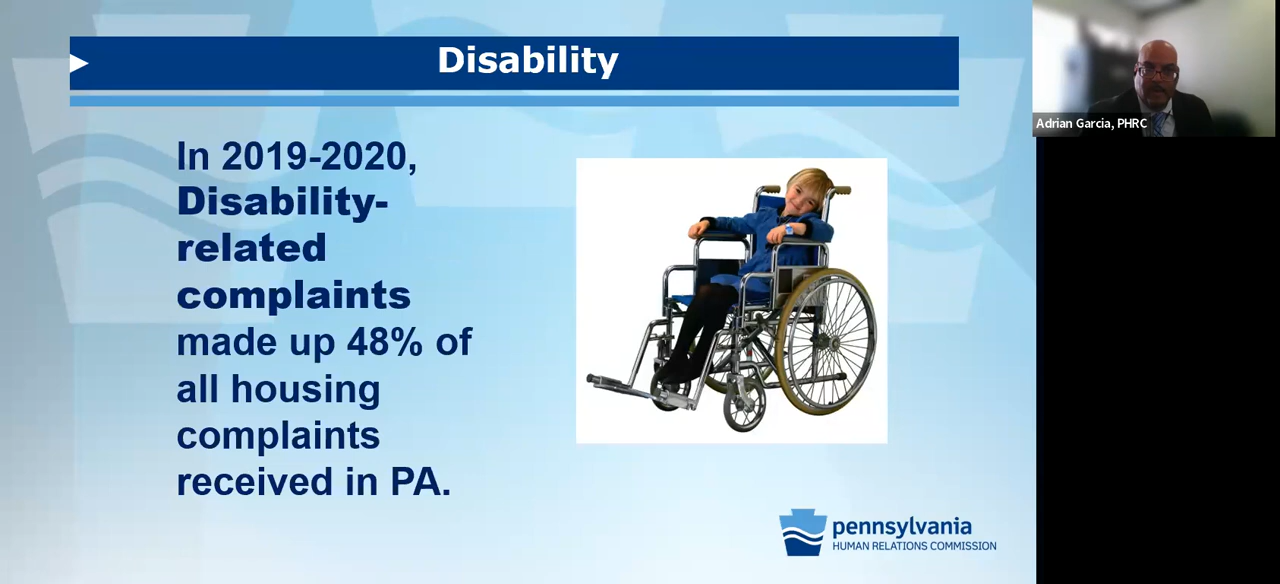 Disability
In 2019-2020,
Disability-
related
complaints
made up 48% of
all housing
complaints
received in PA.
pennsylvania
HUMAN RELATIONS COMMISSION
Adrian Garcia, PHRC